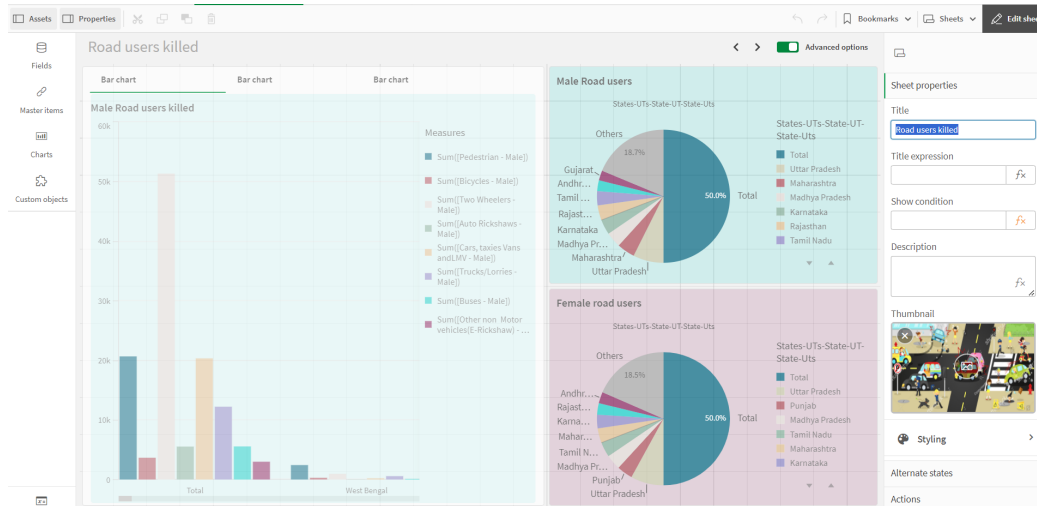 Assets
Properties
Bookmarks
Sheets
Edit shee
Fields
Master items
Charts
Custom objects
Road users killed
Advanced options
Bar chart
Bar chart
Bar chart
Male Road users killed
60k
50k
40k
30k
20k
10k
0
Total
West Bengal
Measures
Sum([Pedestrian - Male])
Sum([Bicycles - Male])
Sum([Two Wheelers -
Male])
Sum([Auto Rickshaws -
Male])
Sum([Cars, taxies Vans
andLMV - Male])
Sum([Trucks/Lorries -
Male])
Sum([Buses - Male])
Sum([Other non Motor
vehicles(E-Rickshaw) - ...
Male Road users
States-UTs-State-UT-State-Uts
Others
18.7%
Gujarat
Andhr...
Tamil ...
Rajast...
Karnataka
Madhya Pr...
Maharashtra
Uttar Pradesh
50.0%
Total
States-UTs-State-UT-
State-Uts
Total
Uttar Pradesh
Maharashtra
Madhya Pradesh
Karnataka
Rajasthan
Tamil Nadu
Female road users
States-UTs-State-UT-State-Uts
Others
18.5%
Andhr...
Rajast...
Karna...
Mahar...
Tamil N...
Madhya Pr...
Punjab
Uttar Pradesh
50.0%
Total
States-UTs-State-UT-
State-Uts
Total
Uttar Pradesh
Punjab
Madhya Pradesh
Tamil Nadu
Maharashtra
Karnataka
Sheet properties
Title
Road users killed
Title expression
fx
Show condition
fx
Description
fx
Thumbnail
Styling
Alternate states
Actions